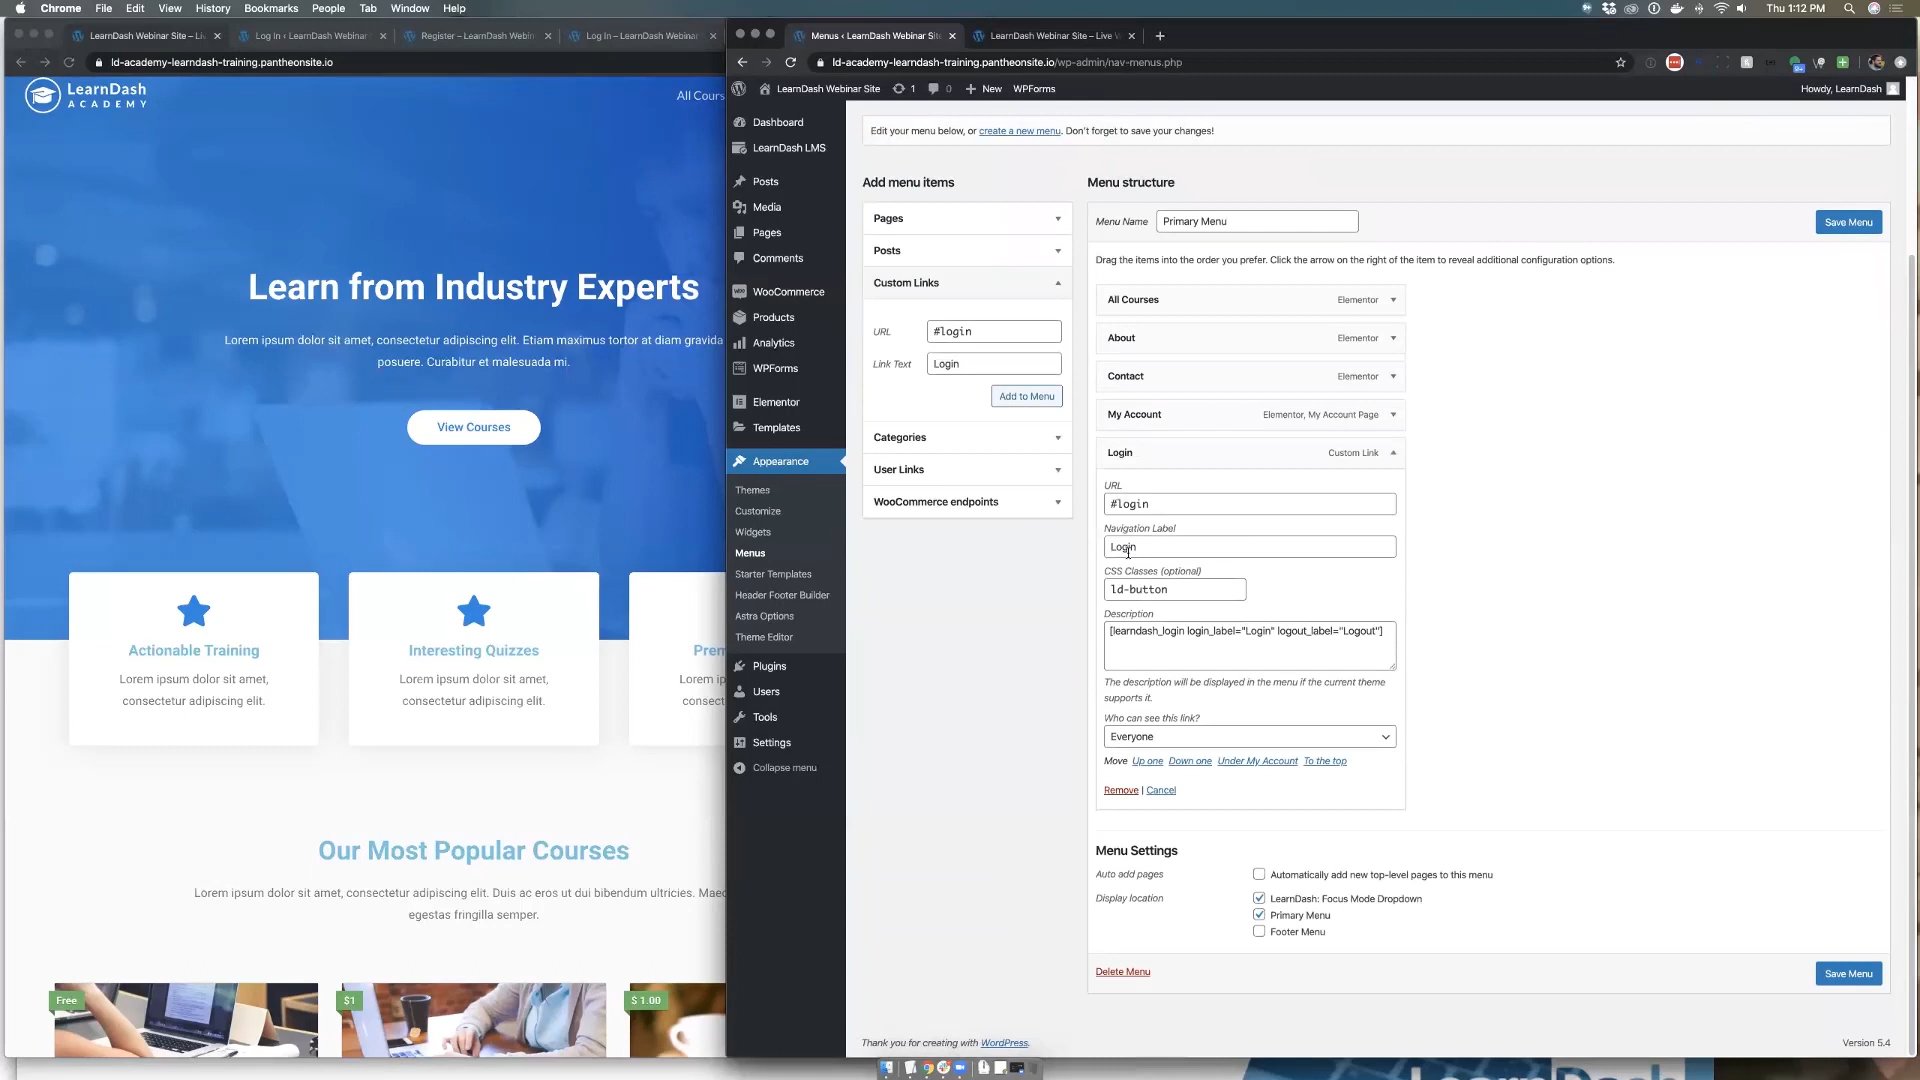 Chrome File Edit View History Bookmarks People Tab Window Help
Thu 1:12 PM
LearnDash Webinar Site – Li
Log In ‹ LearnDash Webinar
Register – LearnDash Webin
Log In – LearnDash Webinar
ld-academy-learndash-training.pantheonsite.io
LearnDash
ACADEMY
All Cours
Learn from Industry Experts
Lorem ipsum dolor sit amet, consectetur adipiscing elit. Etiam maximus tortor at diam gravida
posuere. Curabitur et malesuada mi.
View Courses
Actionable Training
Lorem ipsum dolor sit amet,
consectetur adipiscing elit.
Interesting Quizzes
Lorem ipsum dolor sit amet,
consectetur adipiscing elit.
Prem
Lorem ip
consect
Our Most Popular Courses
Lorem ipsum dolor sit amet, consectetur adipiscing elit. Duis ac eros ut dui bibendum ultricies. Maec
egestas fringilla semper.
Free
$1
$ 1.00
Menus ‹ LearnDash Webinar Site
LearnDash Webinar Site – Live
ld-academy-learndash-training.pantheonsite.io/wp-admin/nav-menus.php
LearnDash Webinar Site 1 0 New WPForms
Howdy, LearnDash
Dashboard
LearnDash LMS
Posts
Media
Pages
Comments
WooCommerce
Products
Analytics
WPForms
Elementor
Templates
Appearance
Themes
Customize
Widgets
Menus
Starter Templates
Header Footer Builder
Astra Options
Theme Editor
Plugins
Users
Tools
Settings
Collapse menu
Edit your menu below, or create a new menu. Don't forget to save your changes!
Add menu items
Pages
Posts
Custom Links
URL #login
Link Text Login
Add to Menu
Categories
User Links
WooCommerce endpoints
Menu structure
Menu Name Primary Menu
Save Menu
Drag the items into the order you prefer. Click the arrow on the right of the item to reveal additional configuration options.
All Courses Elementor
About Elementor
Contact Elementor
My Account Elementor, My Account Page
Login Custom Link
URL
#login
Navigation Label
Login
CSS Classes (optional)
ld-button
Description
[learndash_login login_label="Login" logout_label="Logout"]
The description will be displayed in the menu if the current theme
supports it.
Who can see this link?
Everyone
Move Up one Down one Under My Account To the top
Remove | Cancel
Menu Settings
Auto add pages
Automatically add new top-level pages to this menu
Display location
LearnDash: Focus Mode Dropdown
Primary Menu
Footer Menu
Delete Menu
Save Menu
Thank you for creating with WordPress.
Version 5.4